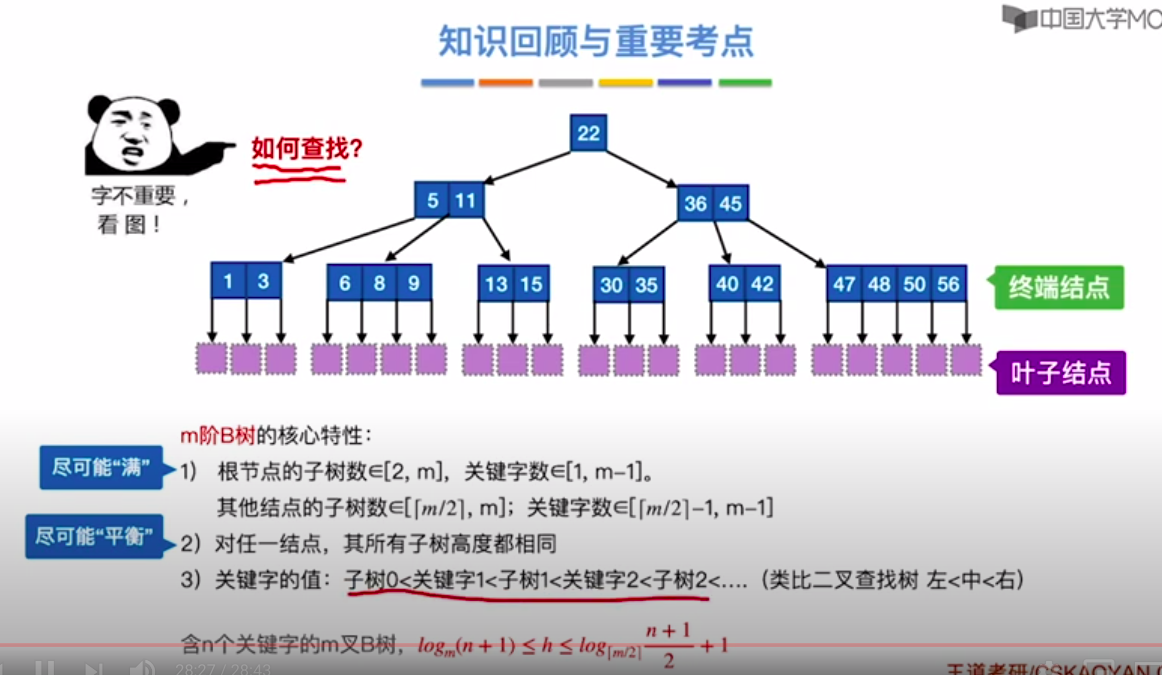 中国大学MO
知识回顾与重要考点
如何查找?
字不重要，
看 图！
22
5 11
36 45
1 3
6 8 9
13 15
30 35
40 42
47 48 50 56
终端结点
叶子结点
m阶B树的核心特性：
尽可能“满”
1) 根节点的子树数∈[2, m]，关键字数∈[1, m−1]。
其他结点的子树数∈[⌈m/2⌉, m]；关键字数∈[⌈m/2⌉−1, m−1]
尽可能“平衡”
2) 对任一结点，其所有子树高度都相同
3) 关键字的值：子树0<关键字1<子树1<关键字2<子树2<.... (类比二叉查找树 左<中<右)
含n个关键字的m叉B树，log_m(n + 1) ≤ h ≤ log_⌈m/2⌉ (n + 1)/2 + 1
28:27 / 28:43
王道考研/CSKAOYAN.C